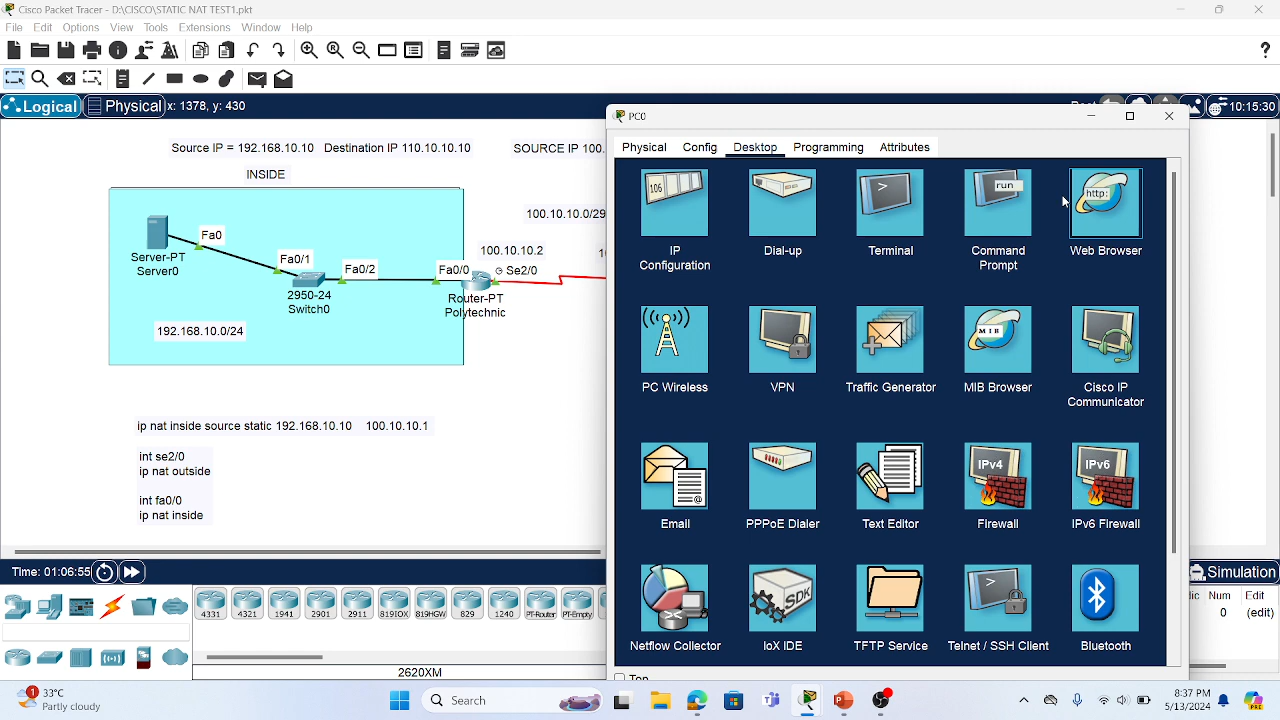 Cisco Packet Tracer - D:\CISCO\STATIC NAT TEST1.pkt
File Edit Options View Tools Extensions Window Help
Logical Physical x: 1378, y: 430
10:15:30
Source IP = 192.168.10.10 Destination IP 110.10.10.10
SOURCE IP 100.
INSIDE
100.10.10.0/29
100.10.10.2
Fa0
Server-PT
Server0
Fa0/1
Fa0/2
Fa0/0
Se2/0
2950-24
Switch0
Router-PT
Polytechnic
192.168.10.0/24
ip nat inside source static 192.168.10.10 100.10.10.1
int se2/0
ip nat outside
int fa0/0
ip nat inside
PC0
Physical Config Desktop Programming Attributes
106
IP
Configuration
Dial-up
>
Terminal
run
Command
Prompt
http:
Web Browser
PC Wireless
VPN
Traffic Generator
MIB
MIB Browser
Cisco IP
Communicator
Email
PPPoE Dialer
Text Editor
IPv4
Firewall
IPv6
IPv6 Firewall
Netflow Collector
SDK
IoX IDE
TFTP Service
>
Telnet / SSH Client
Bluetooth
Top
Time: 01:06:55
Simulation
Num Edit
0 (edit)
4331 4321 1941 2901 2911 819IOX 819HGW 829 1240 PT-Router PT-Empty
2620XM
1
33°C
Partly cloudy
Search
8:37 PM
5/13/2024